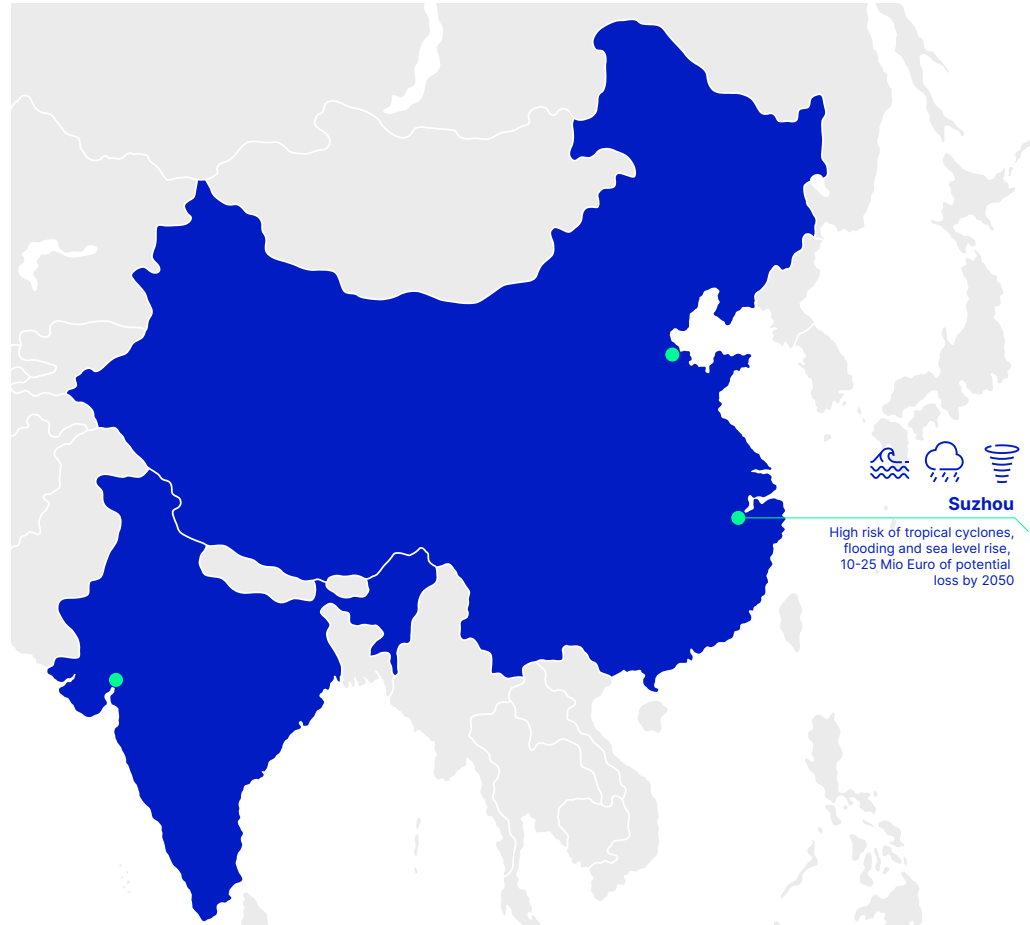 Suzhou
High risk of tropical cyclones,
flooding and sea level rise,
10-25 Mio Euro of potential
loss by 2050